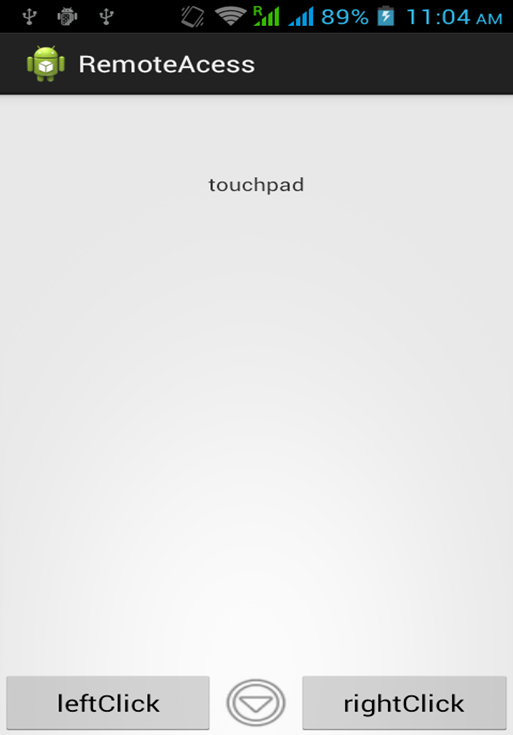 R 89% 11:04 AM
RemoteAcess
touchpad
leftClick rightClick